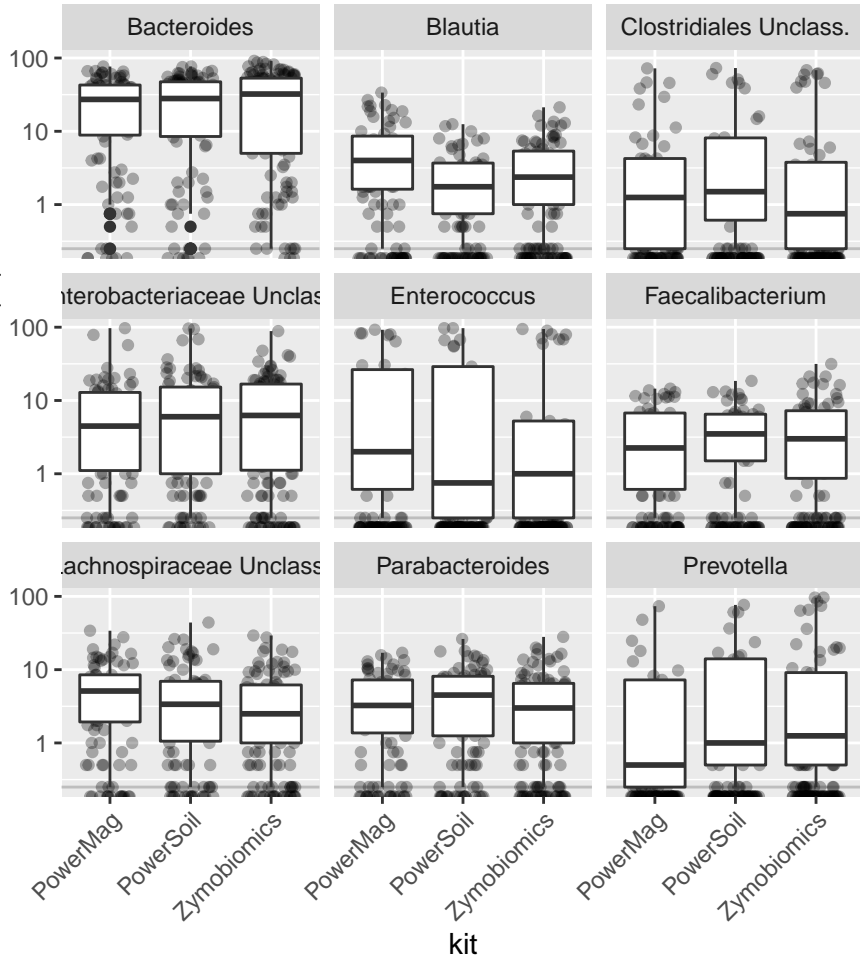 Bacteroides Blautia Clostridiales Unclass.
100
10
1
nterobacteriaceae Unclas Enterococcus Faecalibacterium
100
10
1
achnospiraceae Unclass Parabacteroides Prevotella
100
10
1
PowerMag PowerSoil Zymobiomics PowerMag PowerSoil Zymobiomics PowerMag PowerSoil Zymobiomics
kit